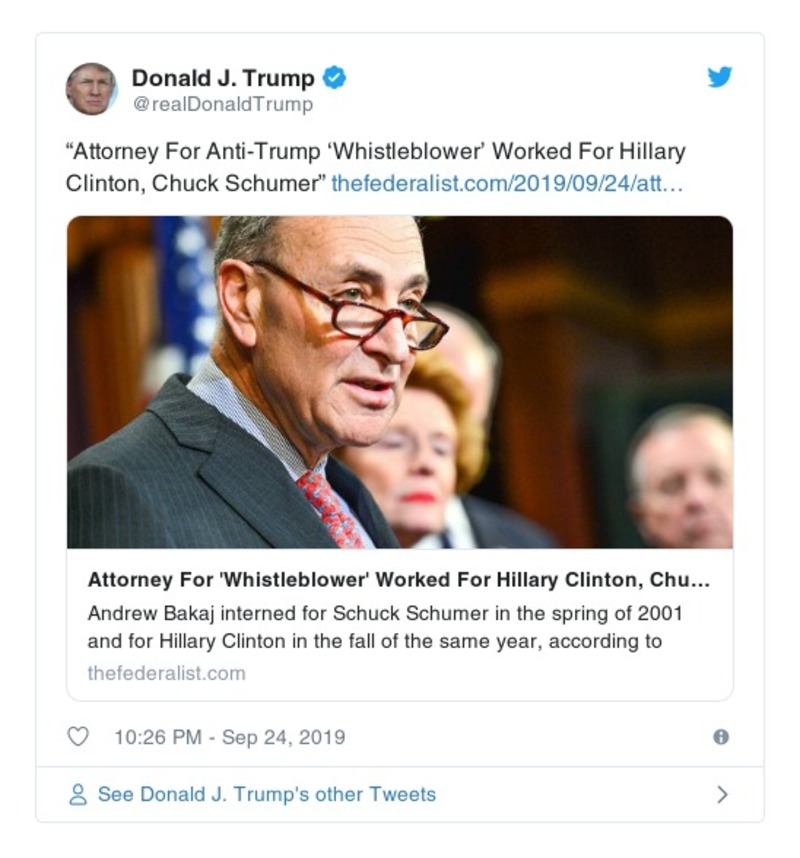 Donald J. Trump
@realDonaldTrump
“Attorney For Anti-Trump ‘Whistleblower’ Worked For Hillary
Clinton, Chuck Schumer” thefederalist.com/2019/09/24/att…
Attorney For 'Whistleblower' Worked For Hillary Clinton, Chu...
Andrew Bakaj interned for Schuck Schumer in the spring of 2001
and for Hillary Clinton in the fall of the same year, according to
thefederalist.com
10:26 PM - Sep 24, 2019
See Donald J. Trump's other Tweets